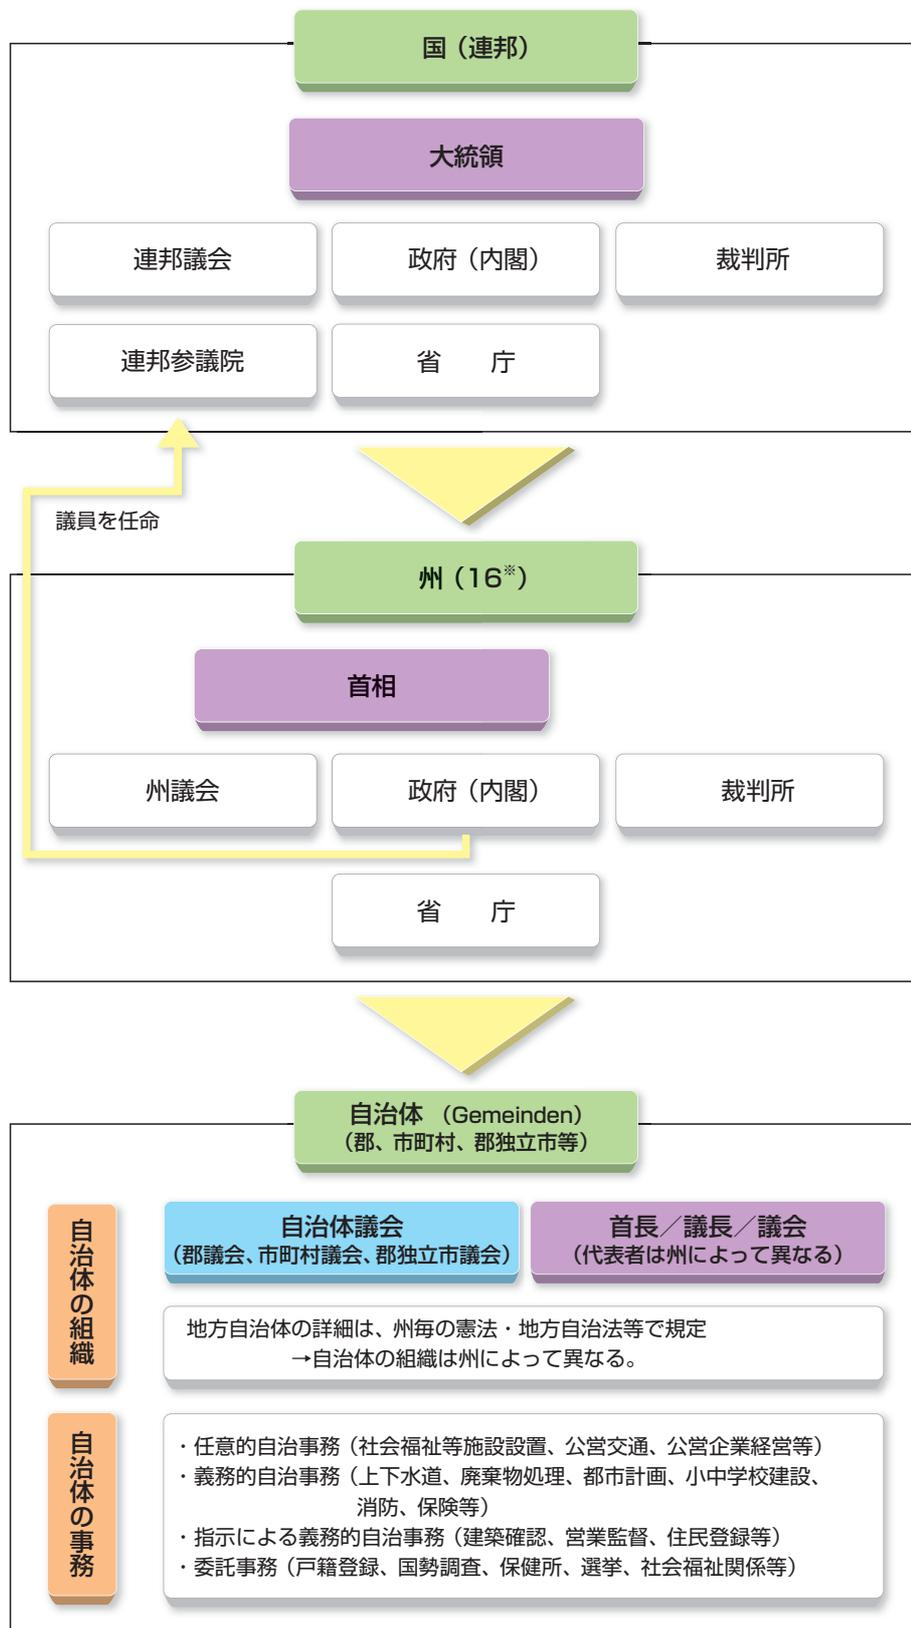 国（連邦）
大統領
連邦議会
政府（内閣）
裁判所
連邦参議院
省　　庁
議員を任命
州（16※）
首相
州議会
政府（内閣）
裁判所
省　　庁
自治体 （Gemeinden）
（郡、市町村、郡独立市等）
自治体の組織
自治体議会
（郡議会、市町村議会、郡独立市議会）
首長／議長／議会
（代表者は州によって異なる）
地方自治体の詳細は、州毎の憲法・地方自治法等で規定
→自治体の組織は州によって異なる。
自治体の事務
・任意的自治事務（社会福祉等施設設置、公営交通、公営企業経営等）
・義務的自治事務（上下水道、廃棄物処理、都市計画、小中学校建設、
消防、保険等）
・指示による義務的自治事務（建築確認、営業監督、住民登録等）
・委託事務（戸籍登録、国勢調査、保健所、選挙、社会福祉関係等）